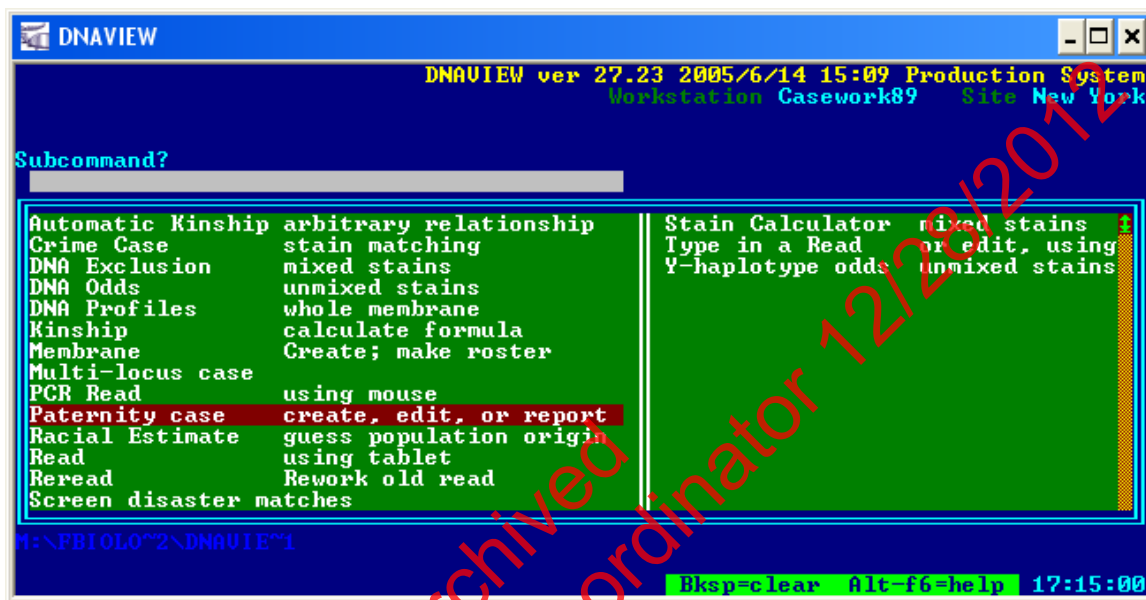 DNAVIEW
DNAVIEW ver 27.23 2005/6/14 15:09 Production System
Workstation Casework89 Site New York
Subcommand?
Automatic Kinship arbitrary relationship
Crime Case stain matching
DNA Exclusion mixed stains
DNA Odds unmixed stains
DNA Profiles whole membrane
Kinship calculate formula
Membrane Create; make roster
Multi-locus case
PCR Read using mouse
Paternity case create, edit, or report
Racial Estimate guess population origin
Read using tablet
Reread Rework old read
Screen disaster matches
Stain Calculator mixed stains
Type in a Read or edit, using
Y-haplotype odds unmixed stains
M:\FBIOLO~2\DNAVIE~1
Bksp=clear Alt-f6=help 17:15:00
chived
ordinator 12/28/2012